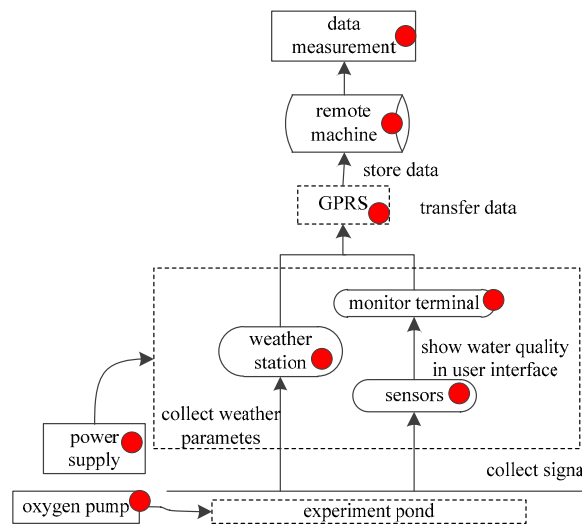 data
measurement
remote
machine
store data
GPRS
transfer data
monitor terminal
weather
station
show water quality
in user interface
sensors
collect weather
parametes
power
supply
collect signa
oxygen pump
experiment pond